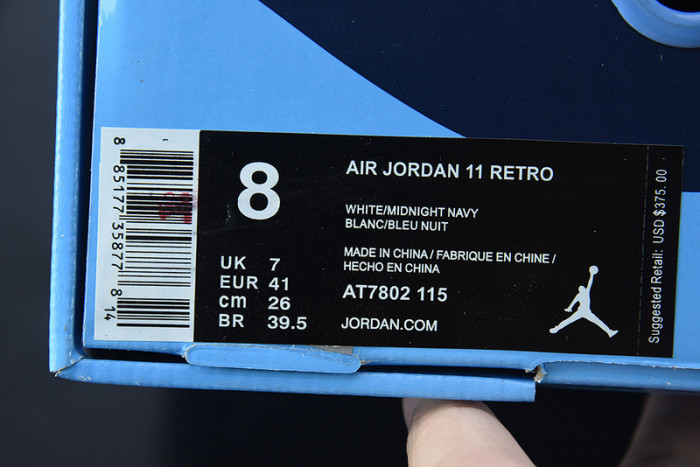 8 85177 35877 8
14
8
UK 7
EUR 41
cm 26
BR 39.5
AIR JORDAN 11 RETRO
WHITE/MIDNIGHT NAVY
BLANC/BLEU NUIT
MADE IN CHINA / FABRIQUE EN CHINE /
HECHO EN CHINA
AT7802 115
JORDAN.COM
Suggested Retail: USD $375.00